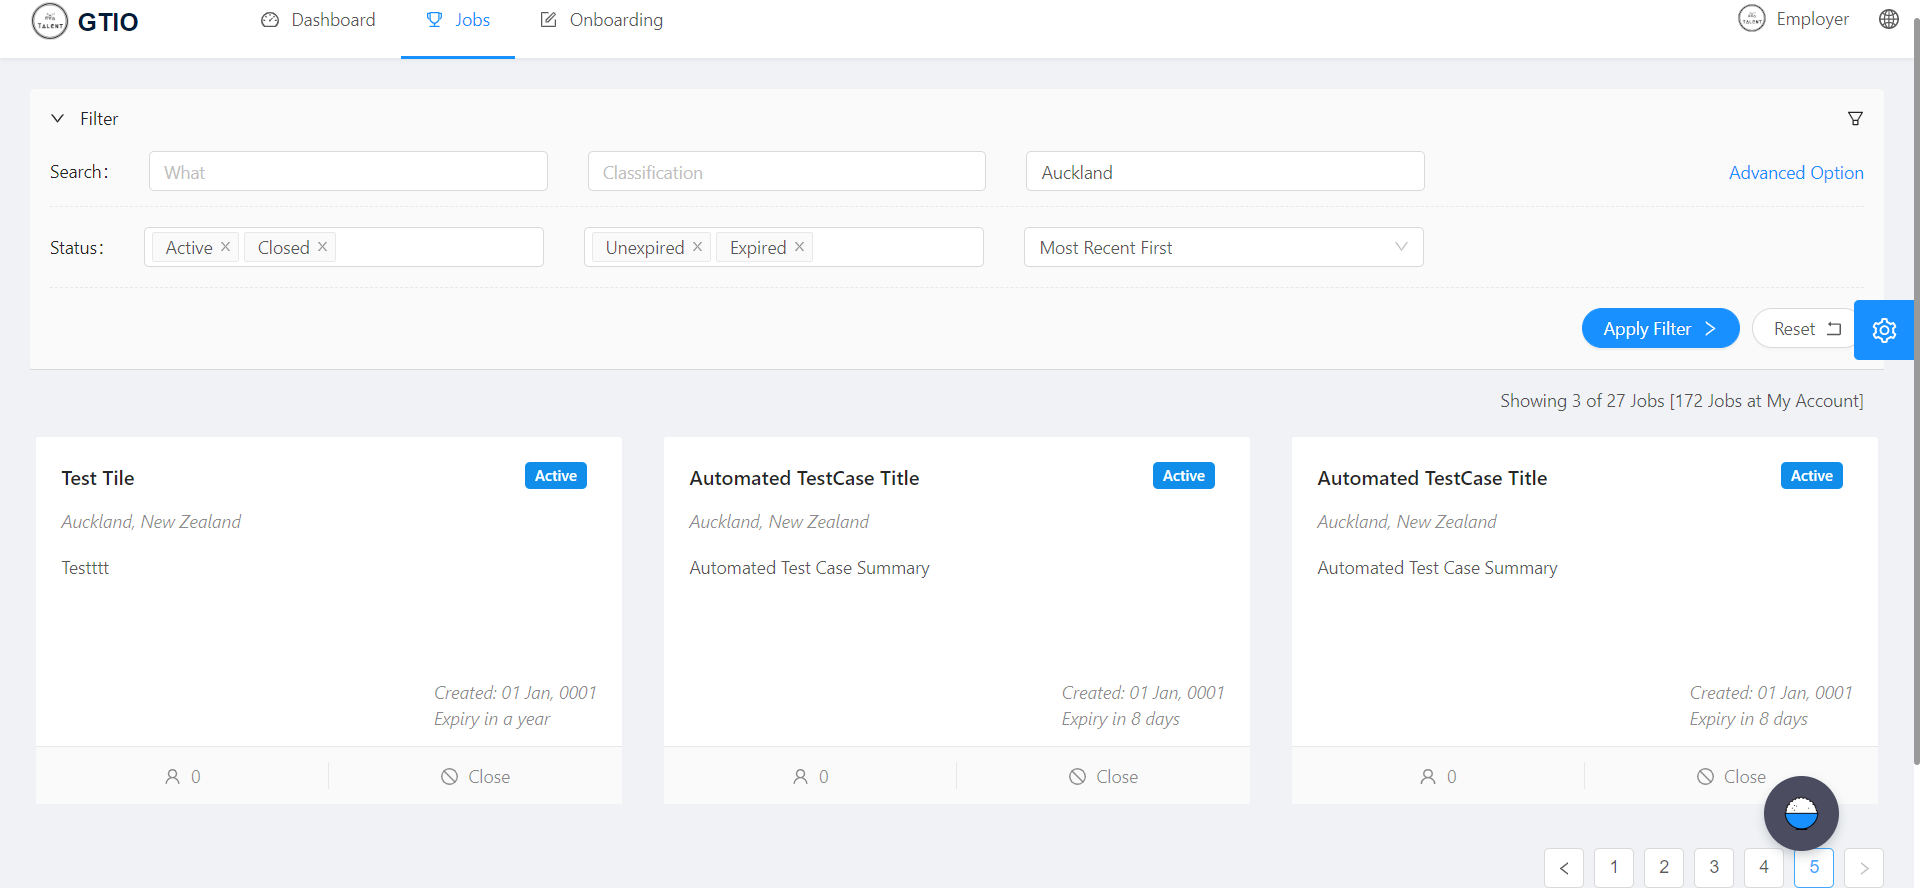 TALENT GTIO Dashboard Jobs Onboarding TALENT Employer
Filter
Search: What Classification Auckland Advanced Option
Status: Active Closed Unexpired Expired Most Recent First
Apply Filter Reset
Showing 3 of 27 Jobs [172 Jobs at My Account]
Test Tile Active
Auckland, New Zealand
Testttt
Created: 01 Jan, 0001
Expiry in a year
0 Close
Automated TestCase Title Active
Auckland, New Zealand
Automated Test Case Summary
Created: 01 Jan, 0001
Expiry in 8 days
0 Close
Automated TestCase Title Active
Auckland, New Zealand
Automated Test Case Summary
Created: 01 Jan, 0001
Expiry in 8 days
0 Close
< 1 2 3 4 5 >